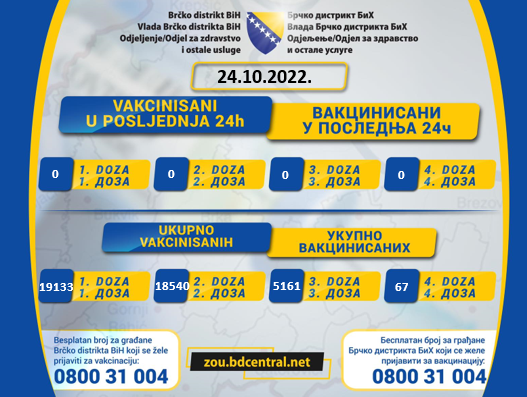 Brčko distrikt BiH
Vlada Brčko distrikta BiH
Odjeljenje/Odjel za zdravstvo
i ostale usluge
Брчко дистрикт БиХ
Влада Брчко дистрикта БиХ
Одјељење/Одјел за здравство
и остале услуге
24.10.2022.
VAKCINISANI
U POSLJEDNJA 24h
ВАКЦИНИСАНИ
У ПОСЛЕДЊА 24ч
0
1. DOZA
1. ДОЗА
0
2. DOZA
2. ДОЗА
0
3. DOZA
3. ДОЗА
0
4. DOZA
4. ДОЗА
UKUPNO
VAKCINISANIH
УКУПНО
ВАКЦИНИСАНИХ
19133
1. DOZA
1. ДОЗА
18540
2. DOZA
2. ДОЗА
5161
3. DOZA
3. ДОЗА
67
4. DOZA
4. ДОЗА
Besplatan broj za građane
Brčko distrikta BiH koji se žele
prijaviti za vakcinaciju:
0800 31 004
zou.bdcentral.net
Бесплатан број за грађане
Брчко дистрикта БиХ који се желе
пријавити за вакцинацију:
0800 31 004